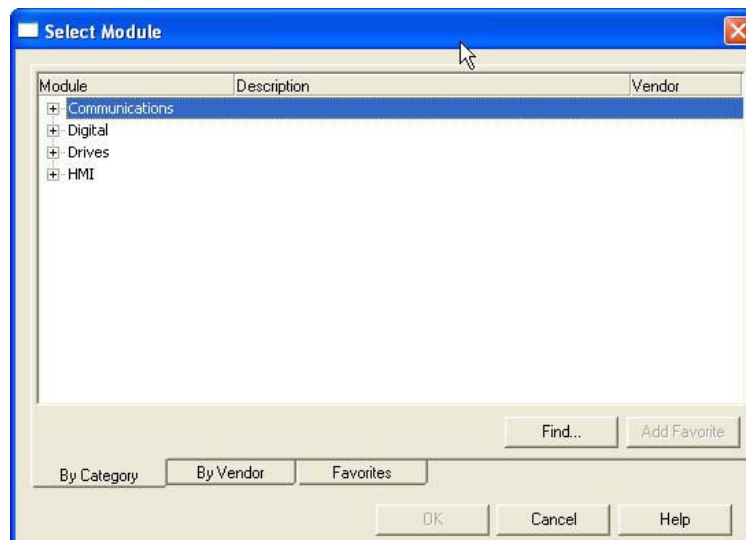 Select Module
Module Description Vendor
Communications
Digital
Drives
HMI
Find... Add Favorite
By Category By Vendor Favorites
OK Cancel Help